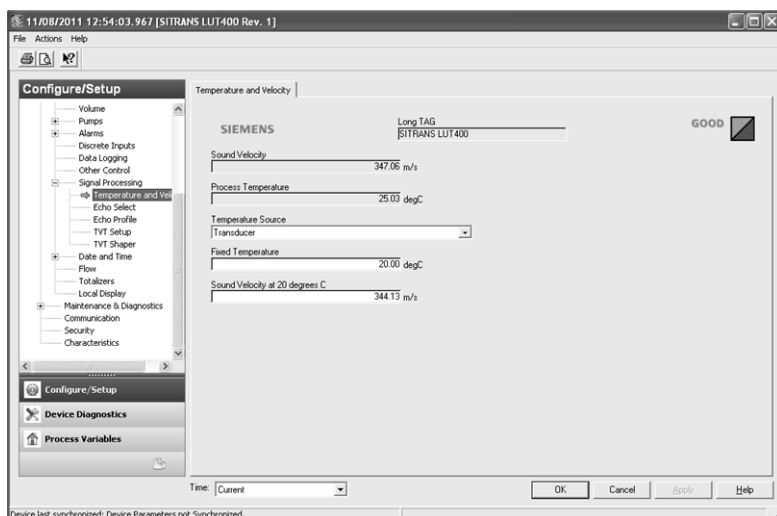 11/08/2011 12:54:03.967 [SITRANS LUT400 Rev. 1]
File Actions Help
Configure/Setup
Volume
Pumps
Alarms
Discrete Inputs
Data Logging
Other Control
Signal Processing
Temperature and Vel
Echo Select
Echo Profile
TVT Setup
TVT Shaper
Date and Time
Flow
Totalizers
Local Display
Maintenance & Diagnostics
Communication
Security
Characteristics
Configure/Setup
Device Diagnostics
Process Variables
Temperature and Velocity
SIEMENS
Long TAG
SITRANS LUT400
GOOD
Sound Velocity
347.06 m/s
Process Temperature
25.03 degC
Temperature Source
Transducer
Fixed Temperature
20.00 degC
Sound Velocity at 20 degrees C
344.13 m/s
Time: Current
OK Cancel Apply Help
Device last synchronized: Device Parameters not Synchronized.